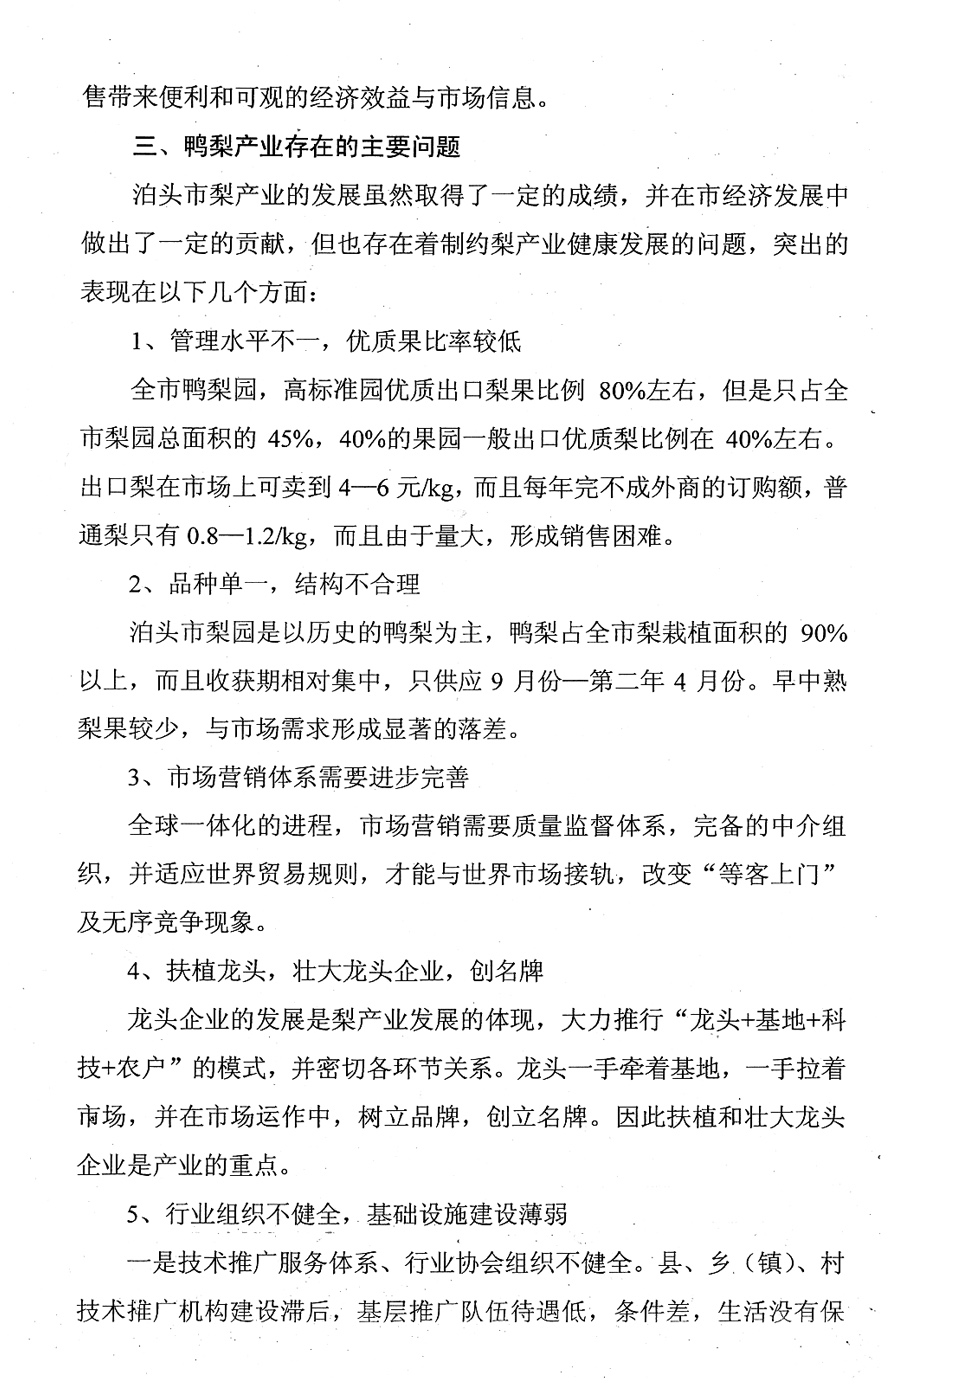 售带来便利和可观的经济效益与市场信息。
三、鸭梨产业存在的主要问题
泊头市梨产业的发展虽然取得了一定的成绩，并在市经济发展中
做出了一定的贡献，但也存在着制约梨产业健康发展的问题，突出的
表现在以下几个方面：
1、管理水平不一，优质果比率较低
全市鸭梨园，高标准园优质出口梨果比例 80%左右，但是只占全
市梨园总面积的 45%，40%的果园一般出口优质梨比例在 40%左右。
出口梨在市场上可卖到 4—6 元/kg，而且每年完不成外商的订购额，普
通梨只有 0.8—1.2/kg，而且由于量大，形成销售困难。
2、品种单一，结构不合理
泊头市梨园是以历史的鸭梨为主，鸭梨占全市梨栽植面积的 90%
以上，而且收获期相对集中，只供应 9 月份—第二年 4 月份。早中熟
梨果较少，与市场需求形成显著的落差。
3、市场营销体系需要进步完善
全球一体化的进程，市场营销需要质量监督体系，完备的中介组
织，并适应世界贸易规则，才能与世界市场接轨，改变“等客上门”
及无序竞争现象。
4、扶植龙头，壮大龙头企业，创名牌
龙头企业的发展是梨产业发展的体现，大力推行“龙头+基地+科
技+农户”的模式，并密切各环节关系。龙头一手牵着基地，一手拉着
市场，并在市场运作中，树立品牌，创立名牌。因此扶植和壮大龙头
企业是产业的重点。
5、行业组织不健全，基础设施建设薄弱
一是技术推广服务体系、行业协会组织不健全。县、乡（镇）、村
技术推广机构建设滞后，基层推广队伍待遇低，条件差，生活没有保